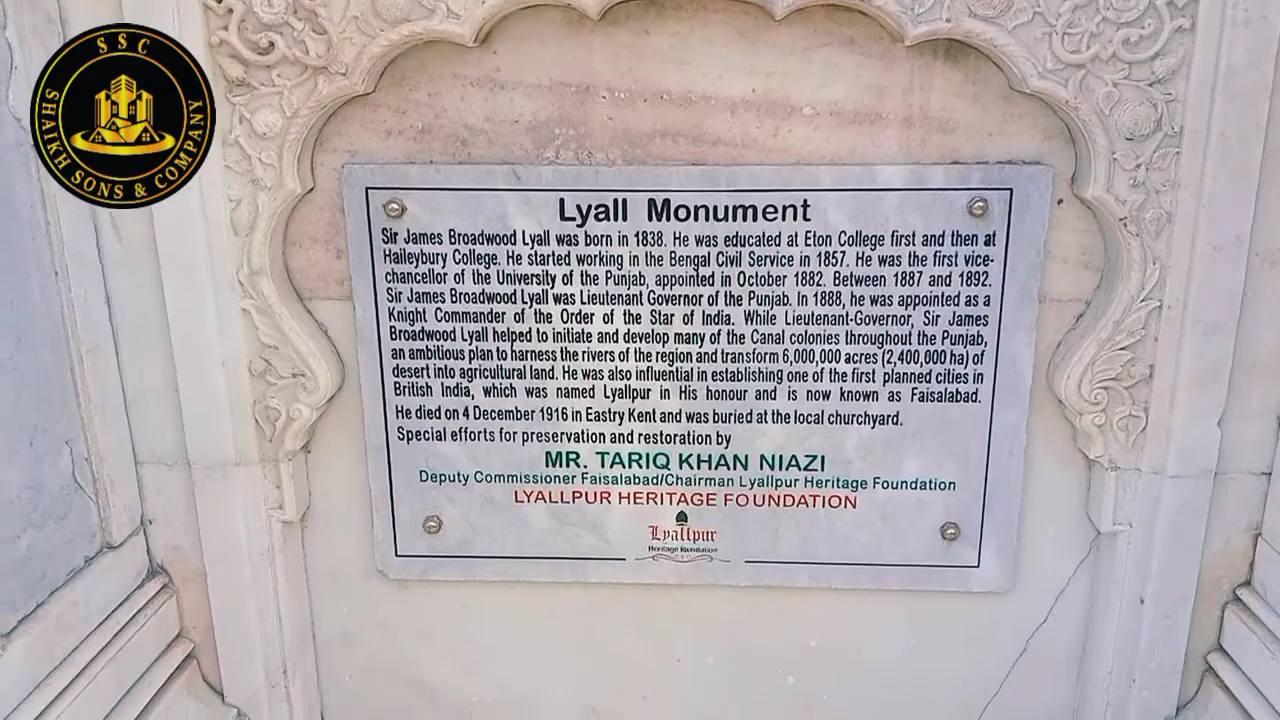 SSC
SHAIKH SONS & COMPANY
Lyall Monument
Sir James Broadwood Lyall was born in 1838. He was educated at Eton College first and then at
Haileybury College. He started working in the Bengal Civil Service in 1857. He was the first vice-
chancellor of the University of the Punjab, appointed in October 1882. Between 1887 and 1892.
Sir James Broadwood Lyall was Lieutenant Governor of the Punjab. In 1888, he was appointed as a
Knight Commander of the Order of the Star of India. While Lieutenant-Governor, Sir James
Broadwood Lyall helped to initiate and develop many of the Canal colonies throughout the Punjab,
an ambitious plan to harness the rivers of the region and transform 6,000,000 acres (2,400,000 ha) of
desert into agricultural land. He was also influential in establishing one of the first planned cities in
British India, which was named Lyallpur in His honour and is now known as Faisalabad.
He died on 4 December 1916 in Eastry Kent and was buried at the local churchyard.
Special efforts for preservation and restoration by
MR. TARIQ KHAN NIAZI
Deputy Commissioner Faisalabad/Chairman Lyallpur Heritage Foundation
LYALLPUR HERITAGE FOUNDATION
Lyallpur
Heritage foundation